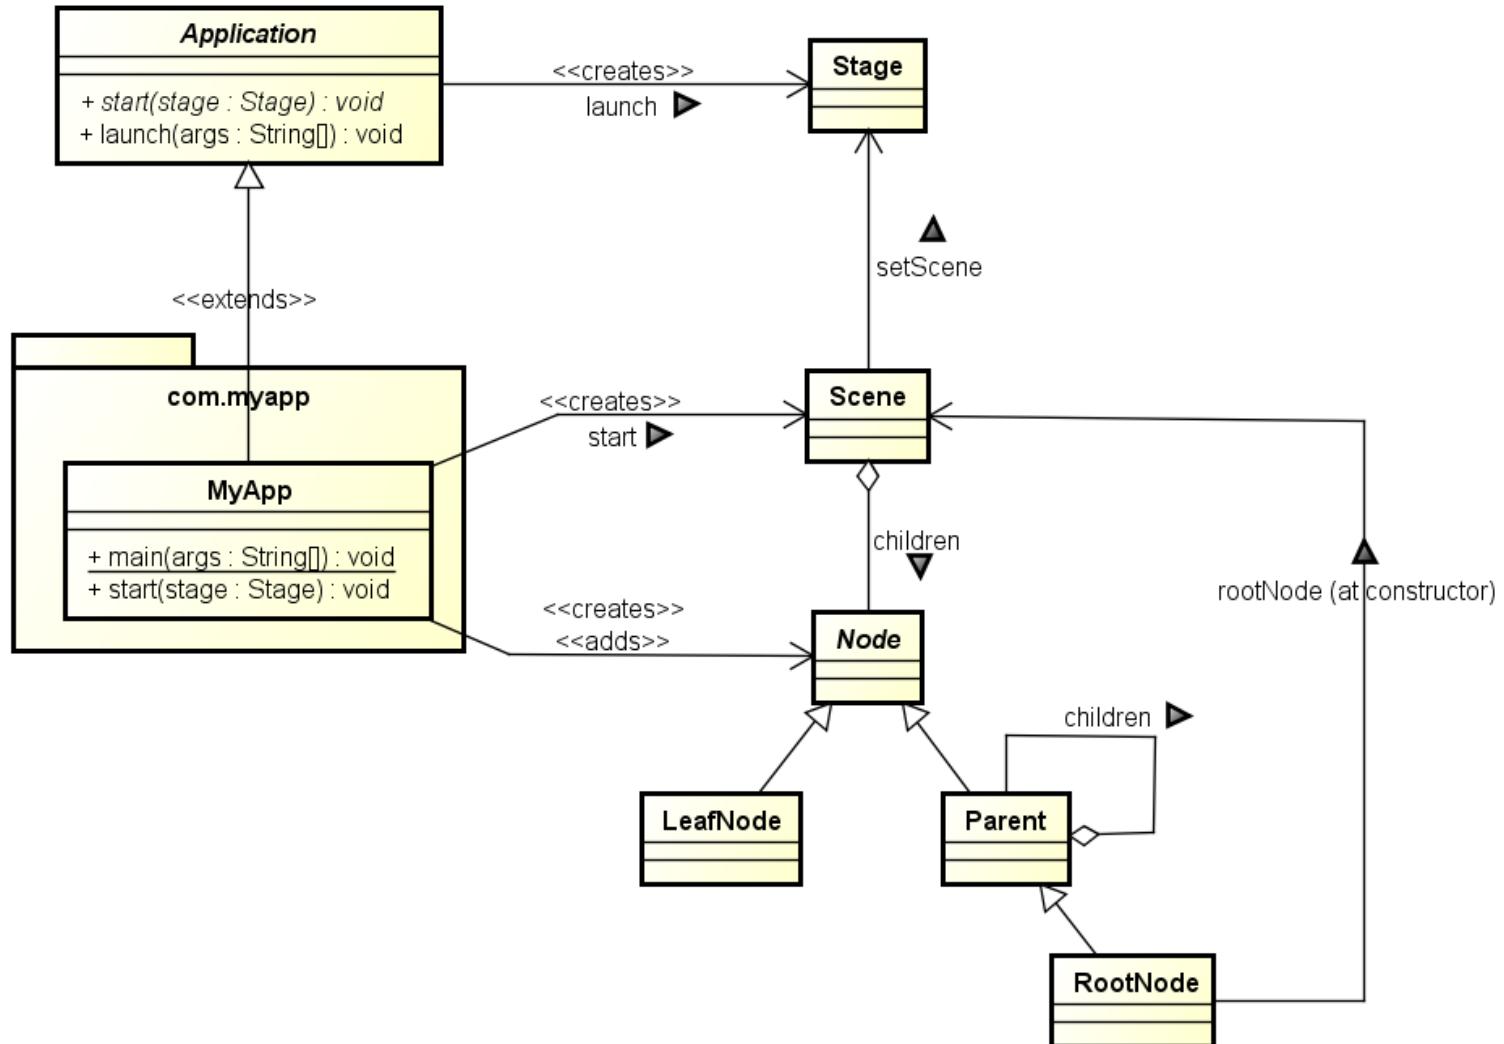 Application
+ start(stage : Stage) : void
+ launch(args : String[]) : void
<<creates>>
launch
Stage
setScene
<<extends>>
com.myapp
MyApp
+ main(args : String[]) : void
+ start(stage : Stage) : void
<<creates>>
start
Scene
children
<<creates>>
<<adds>>
Node
rootNode (at constructor)
children
LeafNode
Parent
RootNode